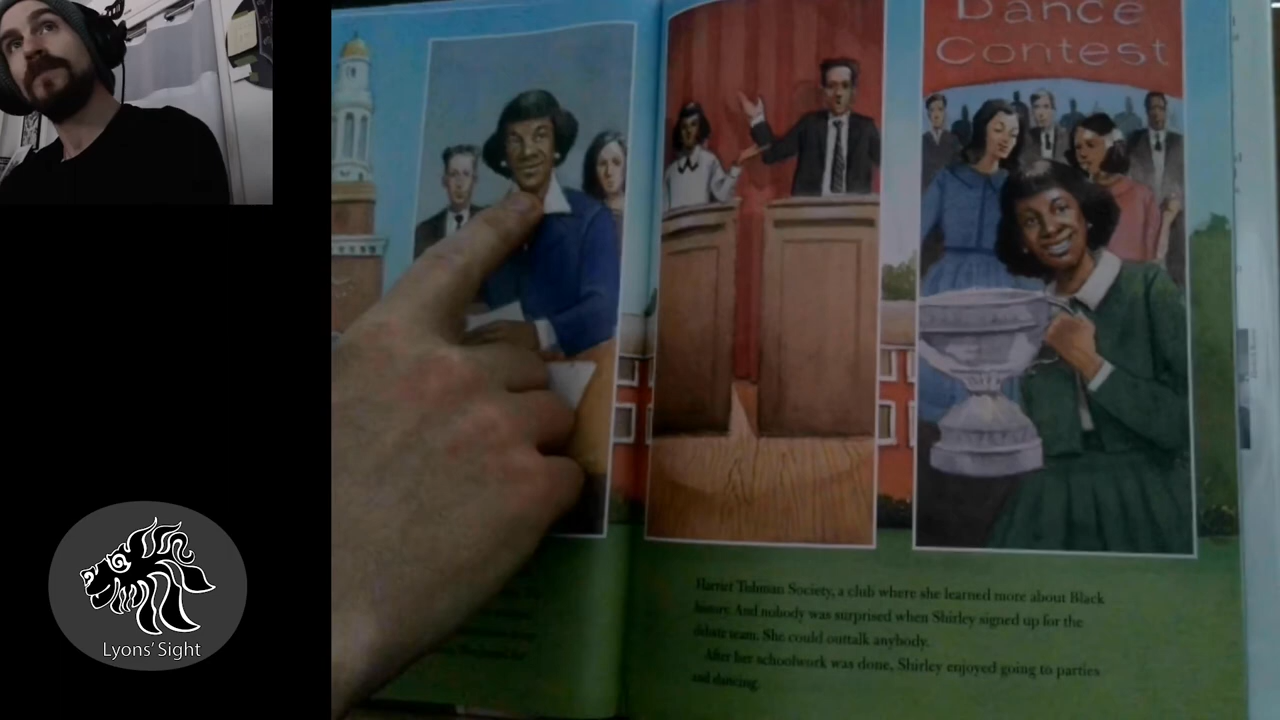 Dance
Contest
Harriet Tubman Society, a club where she learned more about Black
history. And nobody was surprised when Shirley signed up for the
debate team. She could outtalk anybody.
After her schoolwork was done, Shirley enjoyed going to parties
and dancing.
Lyons' Sight